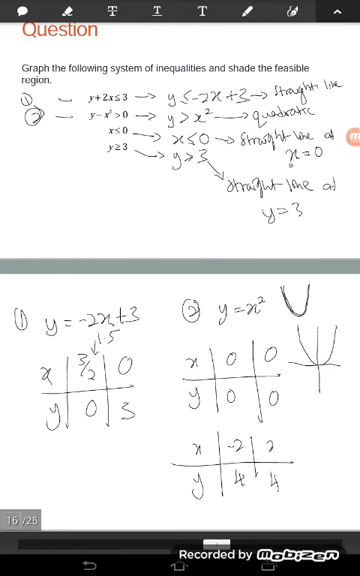 Question
Graph the following system of inequalities and shade the feasible
region.
① – y+2x≤3 → y≤-2x+3 → straight line
② – y−x²>0 → y>x² → quadratic
x≤0 → x≤0 → straight line at
x=0
y≥3 → y≥3
straight line at
y=3
① y=-2x+3
1.5
x 3/2 0
y 0 3
② y=x²
x 0 0
y 0 0
x -2 2
y 4 4
16 /25
Recorded by Mobizen